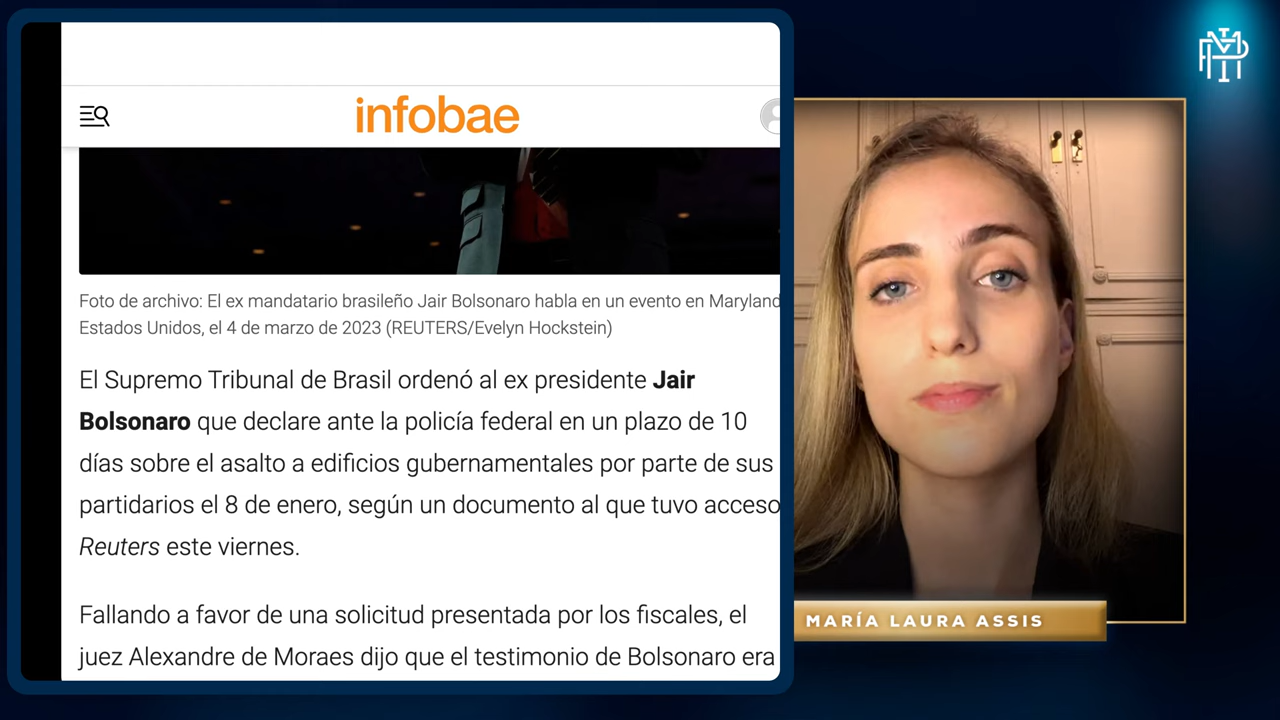 infobae
Foto de archivo: El ex mandatario brasileño Jair Bolsonaro habla en un evento en Maryland
Estados Unidos, el 4 de marzo de 2023 (REUTERS/Evelyn Hockstein)
El Supremo Tribunal de Brasil ordenó al ex presidente Jair
Bolsonaro que declare ante la policía federal en un plazo de 10
días sobre el asalto a edificios gubernamentales por parte de sus
partidarios el 8 de enero, según un documento al que tuvo acceso
Reuters este viernes.
Fallando a favor de una solicitud presentada por los fiscales, el
juez Alexandre de Moraes dijo que el testimonio de Bolsonaro era
MARÍA LAURA ASSIS